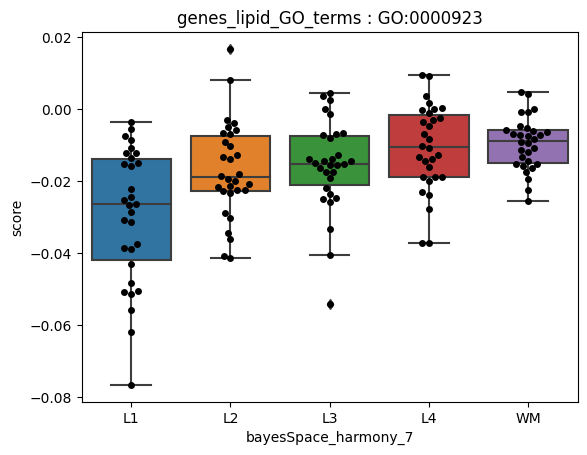 genes_lipid_GO_terms : GO:0000923
0.02
0.00
−0.02
−0.04
−0.06
−0.08
score
L1 L2 L3 L4 WM
bayesSpace_harmony_7